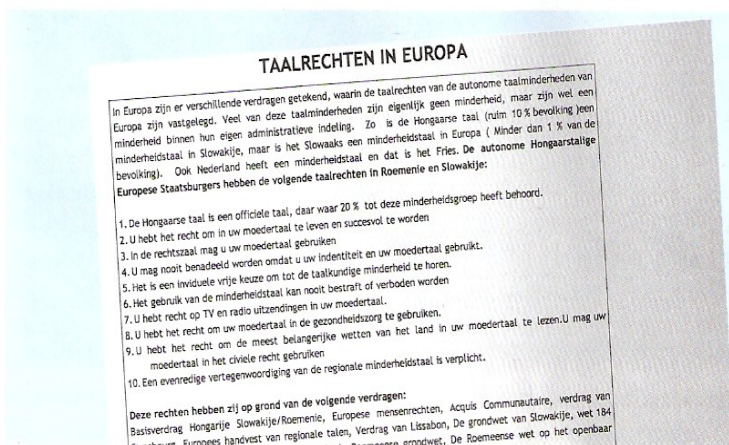 TAALRECHTEN IN EUROPA
In Europa zijn er verschillende verdragen getekend, waarin de taalrechten van de autonome taalminderheden van
Europa zijn vastgelegd. Veel van deze taalminderheden zijn eigenlijk geen minderheid, maar zijn wel een
minderheid binnen hun eigen administratieve indeling. Zo is de Hongaarse taal (ruim 10 % bevolking )een
minderheidstaal in Slowakije, maar is het Slowaaks een minderheidstaal in Europa ( Minder dan 1 % van de
bevolking). Ook Nederland heeft een minderheidstaal en dat is het Fries. De autonome Hongaarstalige
Europese Staatsburgers hebben de volgende taalrechten in Roemenie en Slowakije:
1. De Hongaarse taal is een officiele taal, daar waar 20 % tot deze minderheidsgroep heeft behoord.
2. U hebt het recht om in uw moedertaal te leven en succesvol te worden
3. In de rechtszaal mag u uw moedertaal gebruiken
4. U mag nooit benadeeld worden omdat u uw indentiteit en uw moedertaal gebruikt.
5. Het is een inviduele vrije keuze om tot de taalkundige minderheid te horen.
6. Het gebruik van de minderheidstaal kan nooit bestraft of verboden worden
7. U hebt recht op TV en radio uitzendingen in uw moedertaal.
8. U hebt het recht om uw moedertaal in de gezondheidszorg te gebruiken.
9. U hebt het recht om de meest belangerijke wetten van het land in uw moedertaal te lezen.U mag uw
moedertaal in het civiele recht gebruiken
10. Een evenredige vertegenwoordiging van de regionale minderheidstaal is verplicht.
Deze rechten hebben zij op grond van de volgende verdragen:
Basisverdrag Hongarije Slowakije/Roemenie, Europese mensenrechten, Acquis Communautaire, verdrag van
Europees handvest van regionale talen, Verdrag van Lissabon, De grondwet van Slowakije, wet 184
grondwet, De Roemeense wet op het openbaar